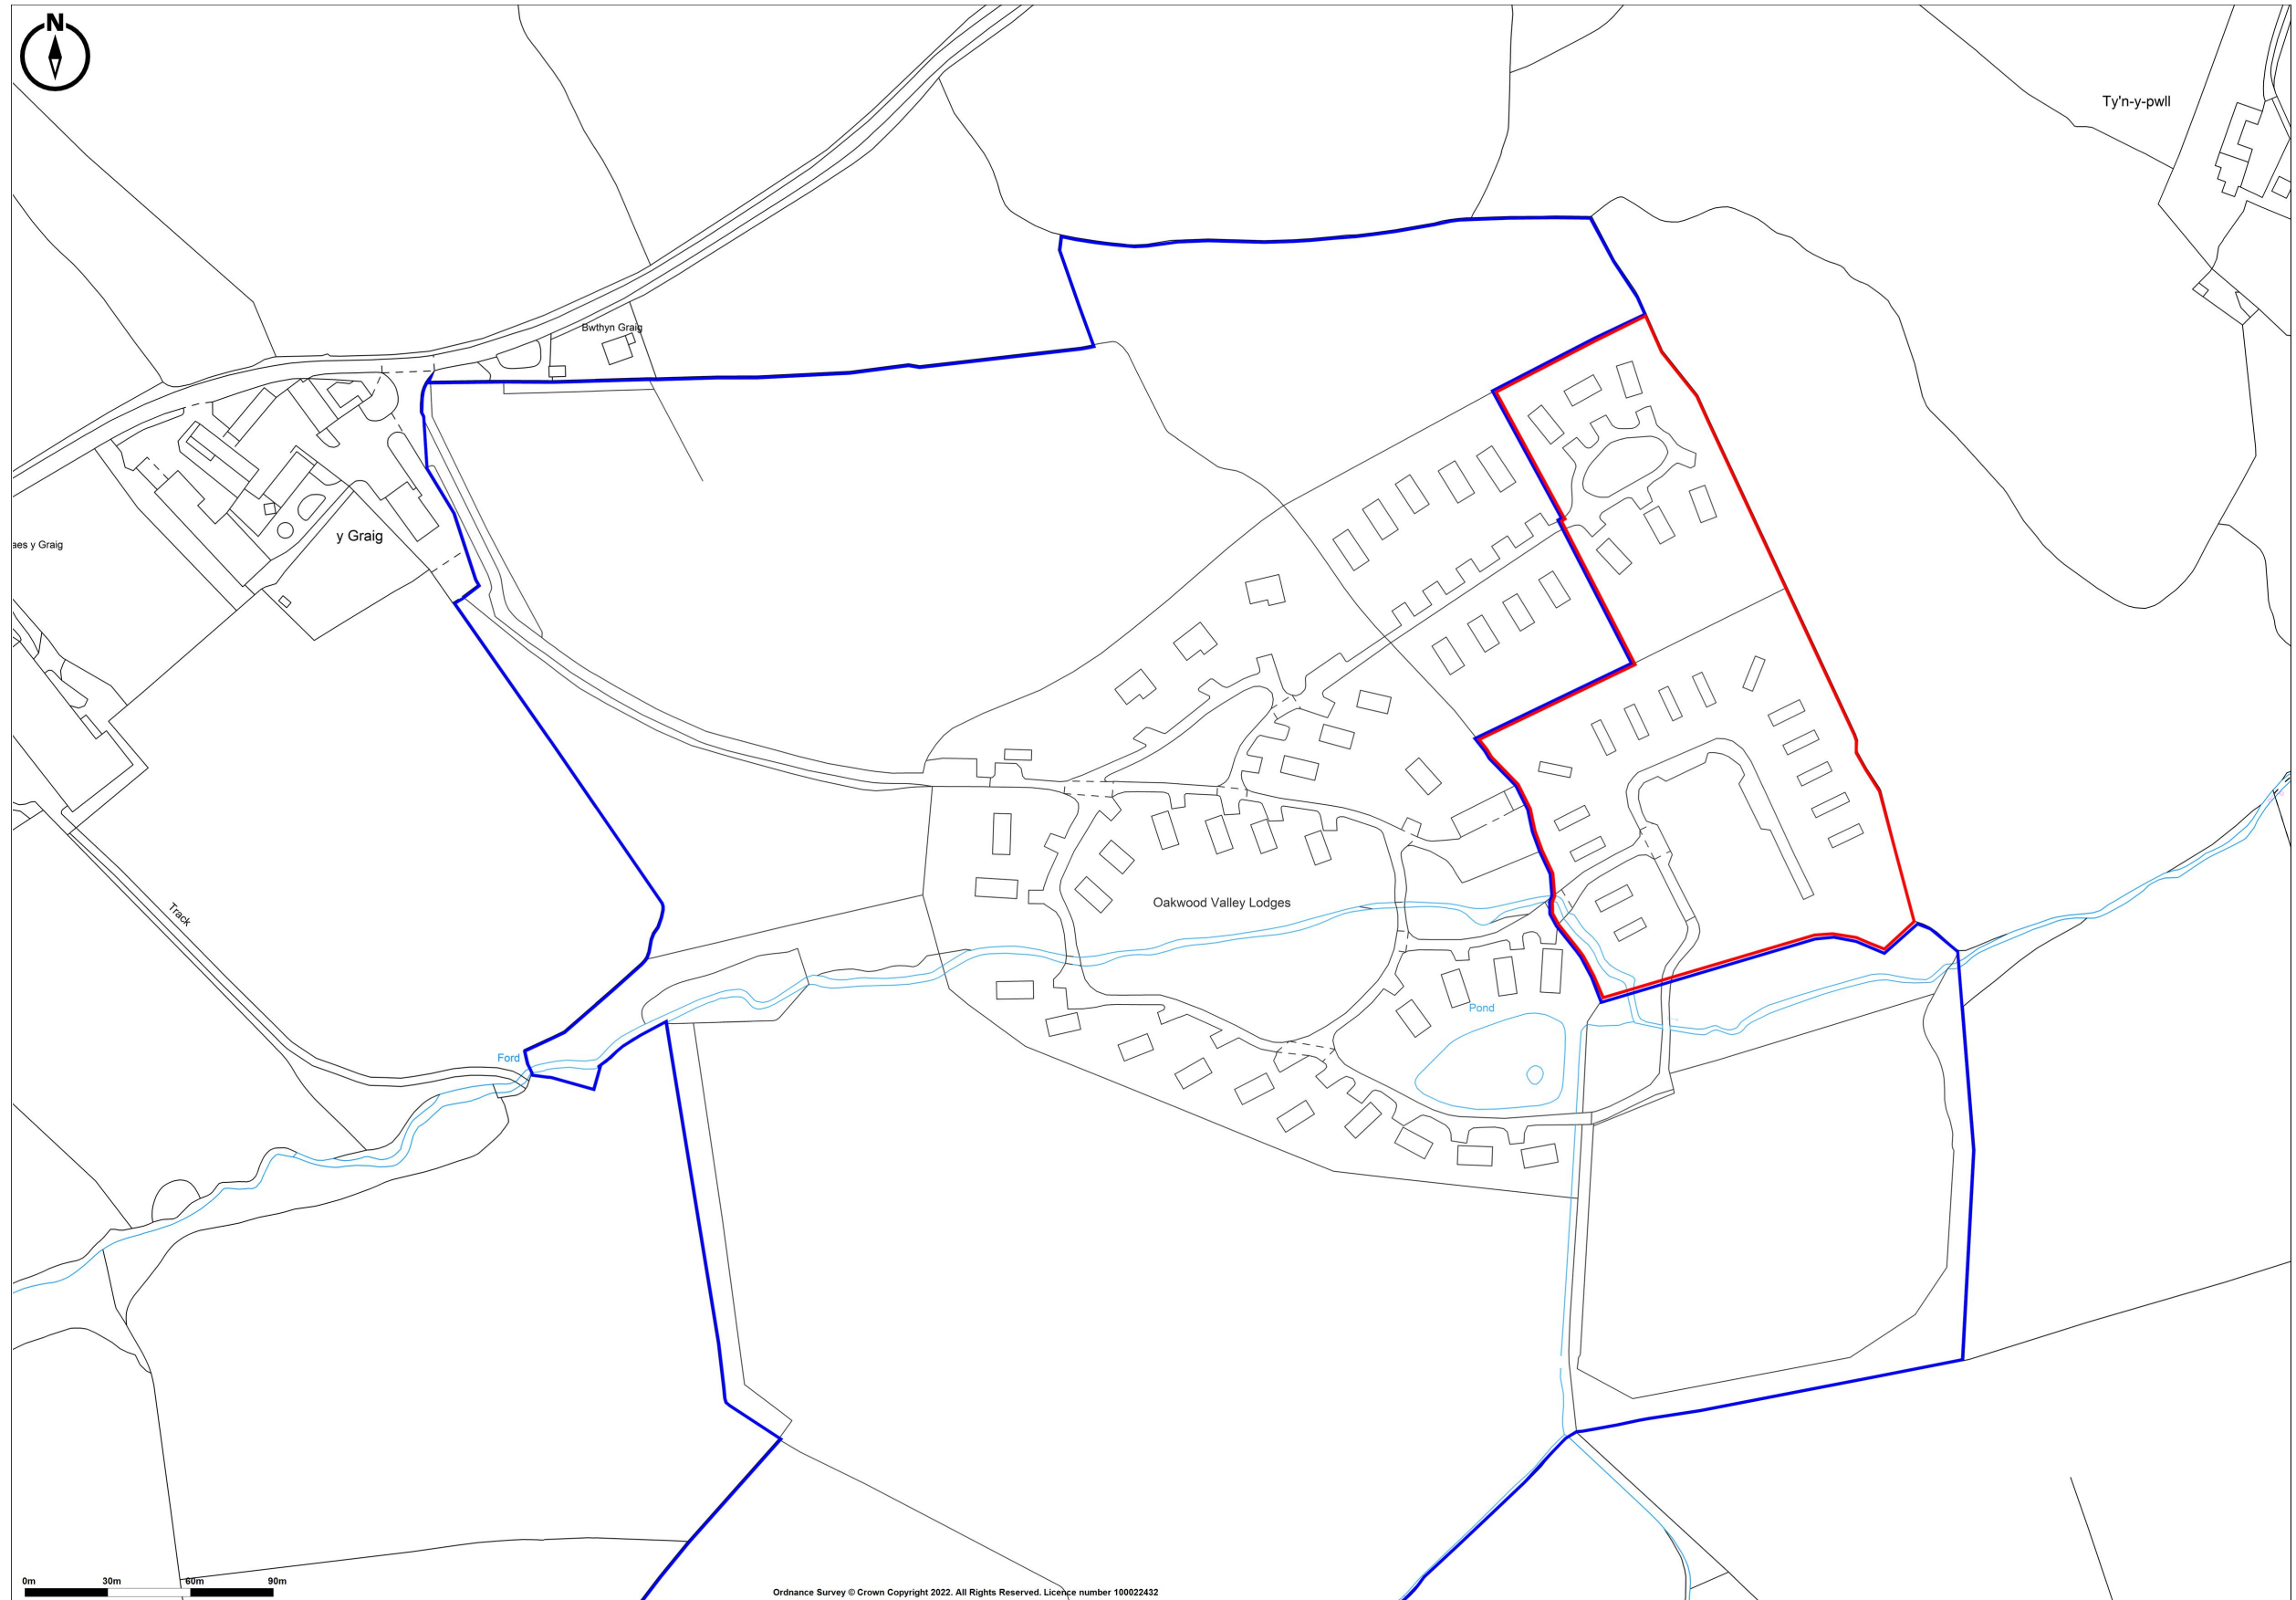 N
Ty'n-y-pwll
Bwthyn Graig
y Graig
aes y Graig
Track
Oakwood Valley Lodges
Pond
Ford
0m 30m 60m 90m
Ordnance Survey © Crown Copyright 2022. All Rights Reserved. Licence number 100022432